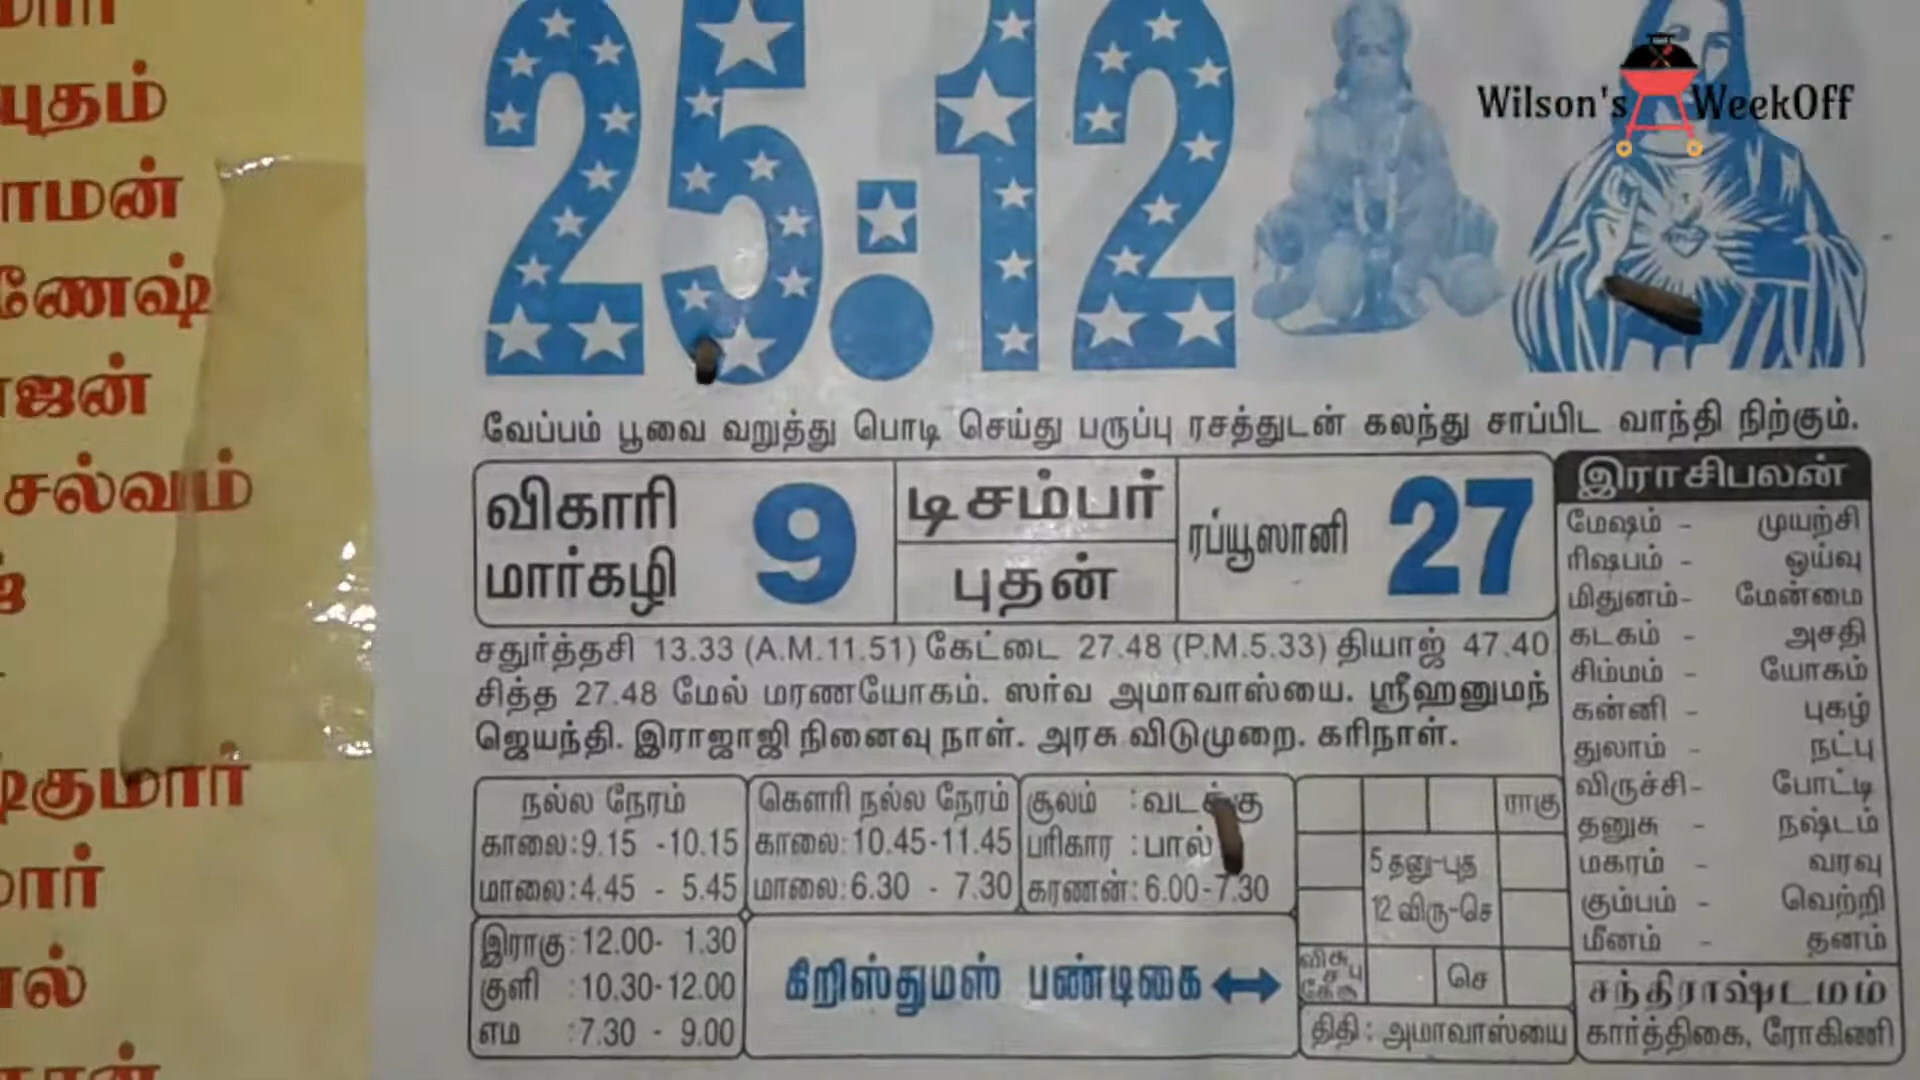 புதம்
ாமன்
ணேஷ்
ாஜன்
சல்வம்
குமார்
மார்
ால்
25:12
Wilson's WeekOff
வேப்பம் பூவை வறுத்து பொடி செய்து பருப்பு ரசத்துடன் கலந்து சாப்பிட வாந்தி நிற்கும்.
விகாரி
மார்கழி 9
டிசம்பர்
புதன்
ரப்யூஸானி 27
சதுர்த்தசி 13.33 (A.M.11.51) கேட்டை 27.48 (P.M.5.33) தியாஜ் 47.40
சித்த 27.48 மேல் மரணயோகம். ஸர்வ அமாவாஸ்யை. ஸ்ரீஹனுமந்
ஜெயந்தி. இராஜாஜி நினைவு நாள். அரசு விடுமுறை. கரிநாள்.
நல்ல நேரம்
காலை:9.15 -10.15
மாலை:4.45 - 5.45
கௌரி நல்ல நேரம்
காலை:10.45-11.45
மாலை:6.30 - 7.30
சூலம் :வடக்கு
பரிகார :பால்
கரணன்: 6.00-7.30
இராகு:12.00- 1.30
குளி :10.30-12.00
எம :7.30 - 9.00
கிறிஸ்துமஸ் பண்டிகை
ராகு
5 தனு-புத
12 விரு-செ
செ
திதி : அமாவாஸ்யை
இராசிபலன்
மேஷம் - முயற்சி
ரிஷபம் - ஓய்வு
மிதுனம்- மேன்மை
கடகம் - அசதி
சிம்மம் - யோகம்
கன்னி - புகழ்
துலாம் - நட்பு
விருச்சி- போட்டி
தனுசு - நஷ்டம்
மகரம் - வரவு
கும்பம் - வெற்றி
மீனம் - தனம்
சந்திராஷ்டமம்
கார்த்திகை, ரோகிணி